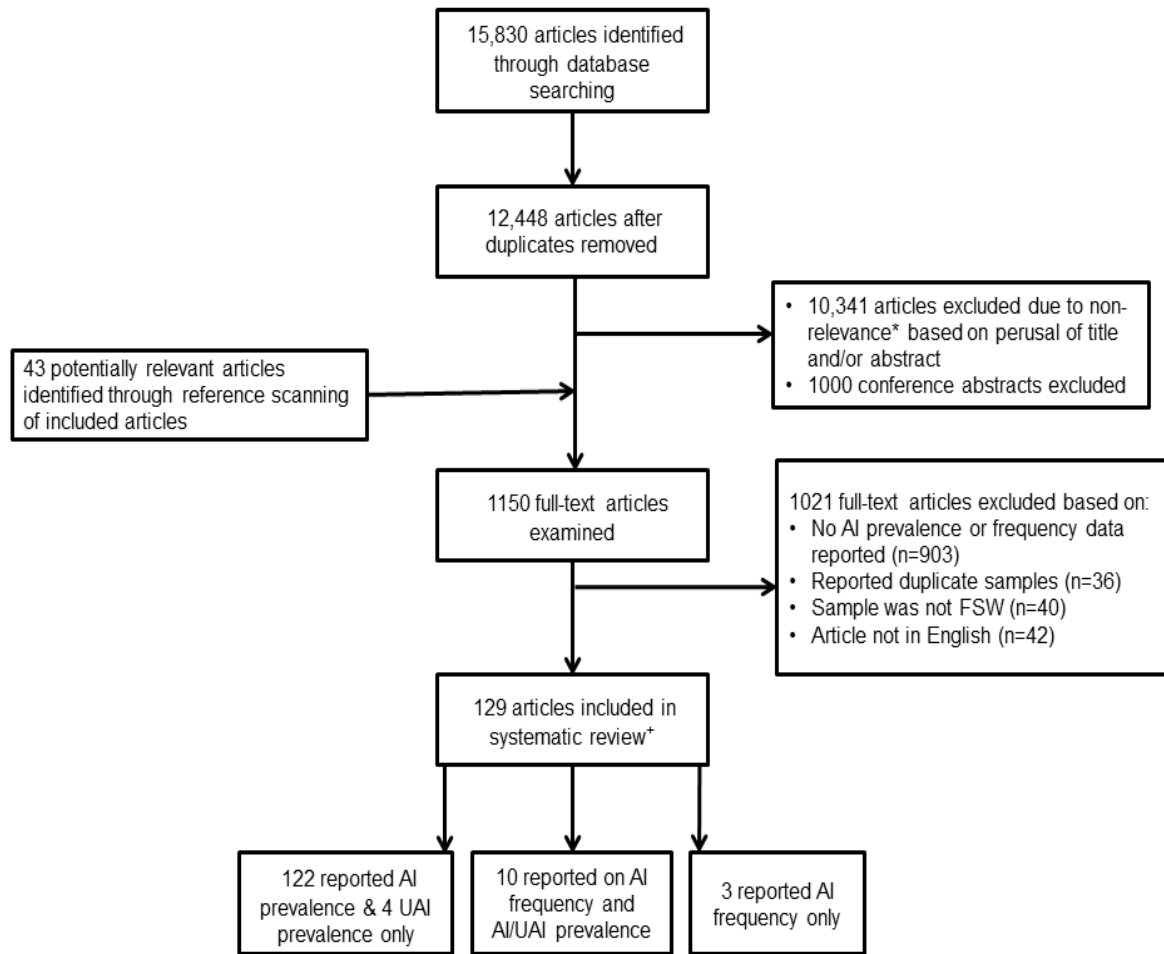 15,830 articles identified
through database
searching
12,448 articles after
duplicates removed
• 10,341 articles excluded due to non-
relevance* based on perusal of title
and/or abstract
• 1000 conference abstracts excluded
43 potentially relevant articles
identified through reference scanning
of included articles
1150 full-text articles
examined
1021 full-text articles excluded based on:
• No AI prevalence or frequency data
reported (n=903)
• Reported duplicate samples (n=36)
• Sample was not FSW (n=40)
• Article not in English (n=42)
129 articles included in
systematic review⁺
122 reported AI
prevalence & 4 UAI
prevalence only
10 reported on AI
frequency and
AI/UAI prevalence
3 reported AI
frequency only